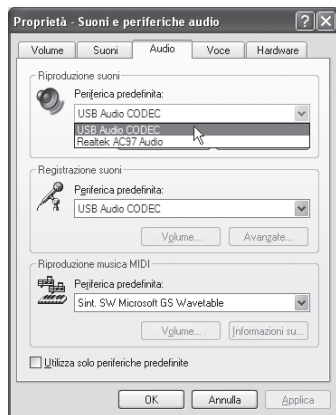 Proprietà - Suoni e periferiche audio
Volume Suoni Audio Voce Hardware
Riproduzione suoni
Periferica predefinita:
USB Audio CODEC
USB Audio CODEC
Realtek AC97 Audio
Registrazione suoni
Periferica predefinita:
USB Audio CODEC
Volume... Avanzate...
Riproduzione musica MIDI
Periferica predefinita:
Sint. SW Microsoft GS Wavetable
Volume... Informazioni su...
Utilizza solo periferiche predefinite
OK Annulla Applica